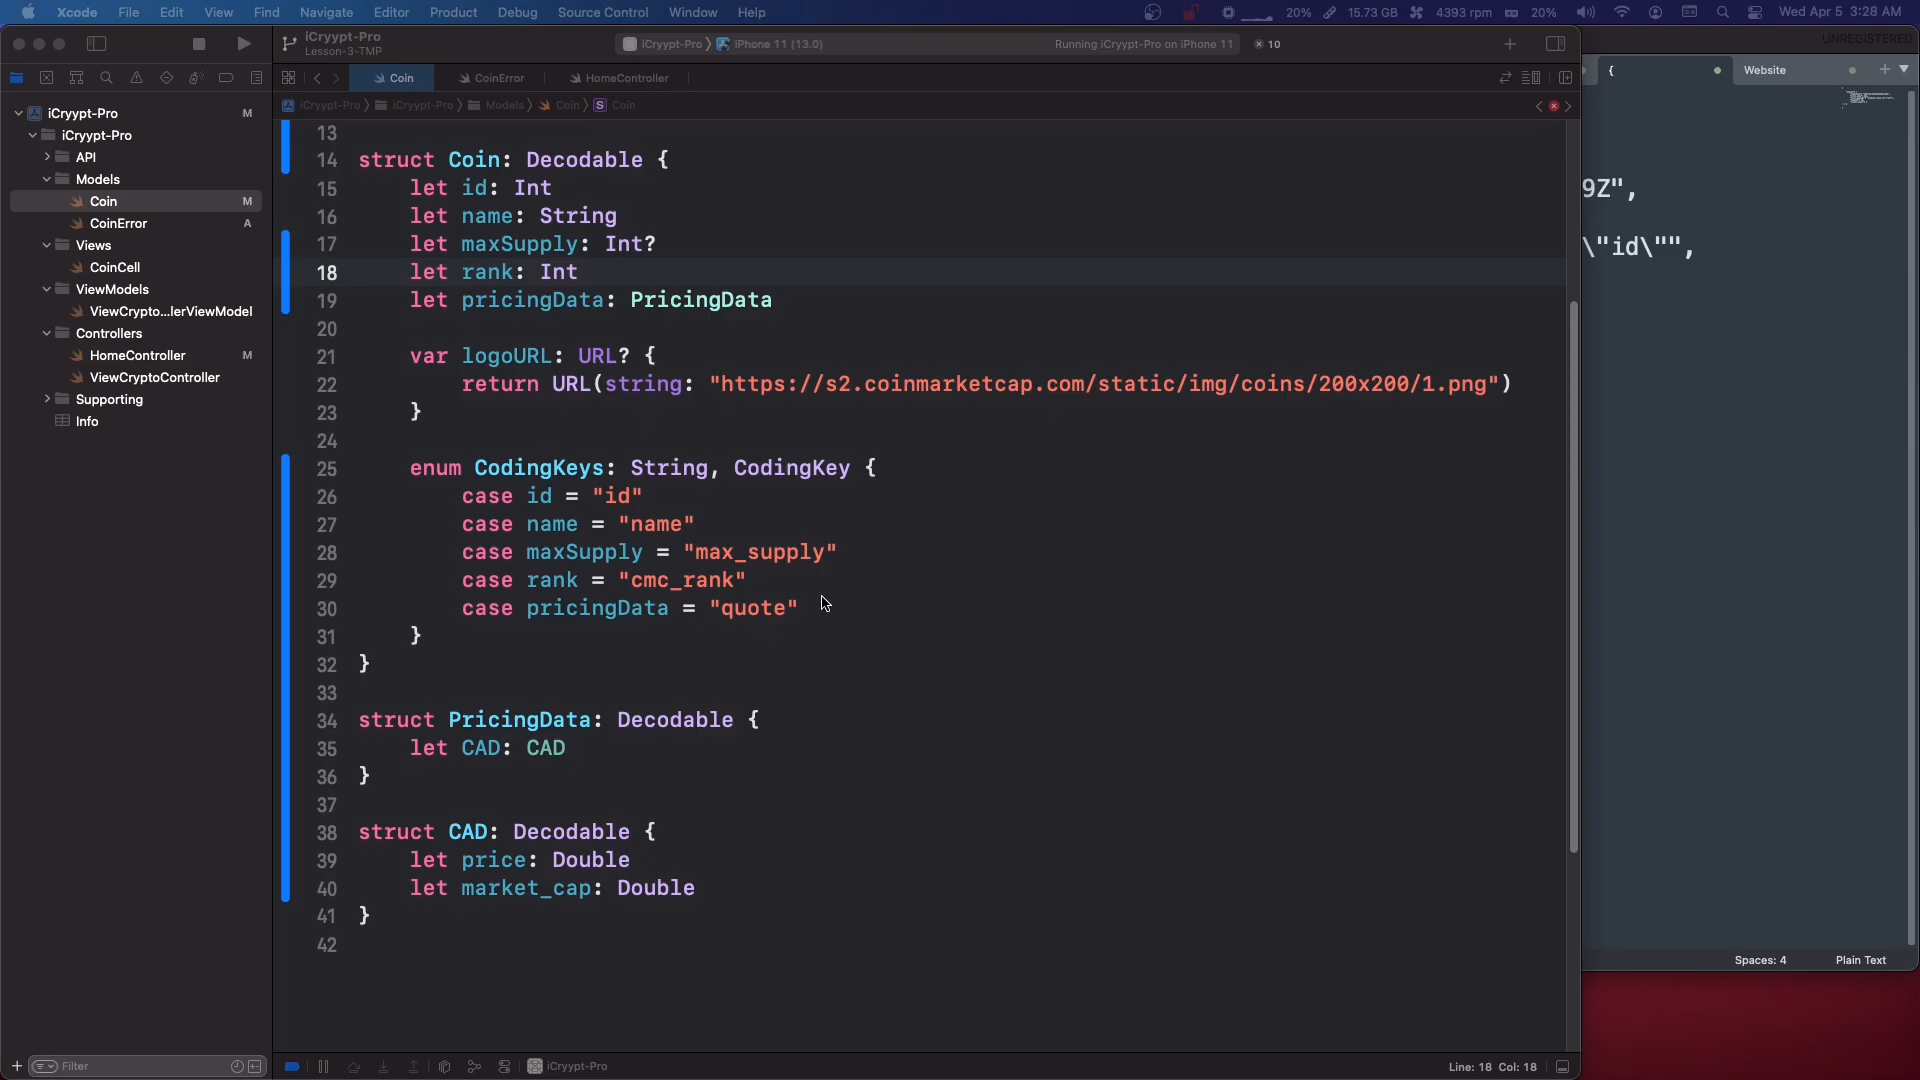 Xcode File Edit View Find Navigate Editor Product Debug Source Control Window Help
20% 15.73 GB 4393 rpm 20% Wed Apr 5 3:28 AM
iCryypt-Pro
Lesson-3-TMP
iCryypt-Pro iPhone 11 (13.0) Running iCryypt-Pro on iPhone 11 10
UNREGISTERED
Coin CoinError HomeController
{ Website
iCryypt-Pro iCryypt-Pro Models Coin S Coin
iCryypt-Pro M
iCryypt-Pro
API
Models
Coin M
CoinError A
Views
CoinCell
ViewModels
ViewCrypto...lerViewModel
Controllers
HomeController M
ViewCryptoController
Supporting
Info
13
14 struct Coin: Decodable {
15 let id: Int
16 let name: String
17 let maxSupply: Int?
18 let rank: Int
19 let pricingData: PricingData
20
21 var logoURL: URL? {
22 return URL(string: "https://s2.coinmarketcap.com/static/img/coins/200x200/1.png")
23 }
24
25 enum CodingKeys: String, CodingKey {
26 case id = "id"
27 case name = "name"
28 case maxSupply = "max_supply"
29 case rank = "cmc_rank"
30 case pricingData = "quote"
31 }
32 }
33
34 struct PricingData: Decodable {
35 let CAD: CAD
36 }
37
38 struct CAD: Decodable {
39 let price: Double
40 let market_cap: Double
41 }
42
9Z",
\"id\"",
Spaces: 4 Plain Text
Filter
iCryypt-Pro
Line: 18 Col: 18